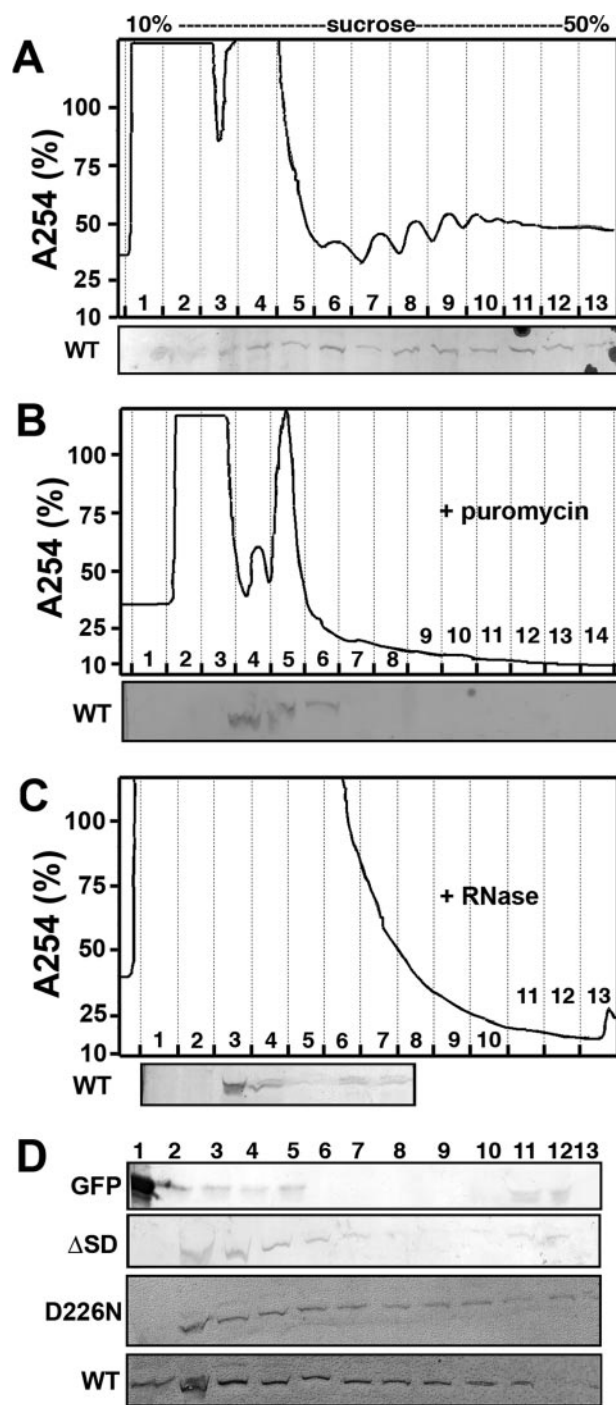 10% ---------------sucrose--------------- 50%
A
A254 (%)
100
75
50
25
10
1 2 3 4 5 6 7 8 9 10 11 12 13
WT
B
A254 (%)
100
75
50
25
10
+ puromycin
1 2 3 4 5 6 7 8 9 10 11 12 13 14
WT
C
A254 (%)
100
75
50
25
10
+ RNase
1 2 3 4 5 6 7 8 9 10 11 12 13
WT
D
1 2 3 4 5 6 7 8 9 10 11 12 13
GFP
ΔSD
D226N
WT